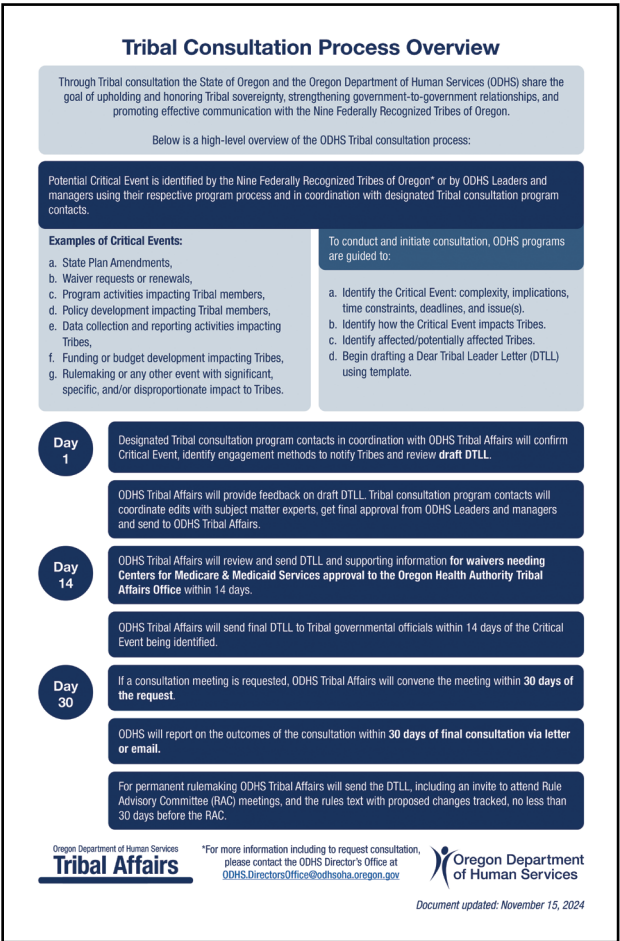 Tribal Consultation Process Overview
Through Tribal consultation the State of Oregon and the Oregon Department of Human Services (ODHS) share the
goal of upholding and honoring Tribal sovereignty, strengthening government-to-government relationships, and
promoting effective communication with the Nine Federally Recognized Tribes of Oregon.
Below is a high-level overview of the ODHS Tribal consultation process:
Potential Critical Event is identified by the Nine Federally Recognized Tribes of Oregon* or by ODHS Leaders and
managers using their respective program process and in coordination with designated Tribal consultation program
contacts.
Examples of Critical Events:
a. State Plan Amendments,
b. Waiver requests or renewals,
c. Program activities impacting Tribal members,
d. Policy development impacting Tribal members,
e. Data collection and reporting activities impacting
Tribes,
f. Funding or budget development impacting Tribes,
g. Rulemaking or any other event with significant,
specific, and/or disproportionate impact to Tribes.
To conduct and initiate consultation, ODHS programs
are guided to:
a. Identify the Critical Event: complexity, implications,
time constraints, deadlines, and issue(s).
b. Identify how the Critical Event impacts Tribes.
c. Identify affected/potentially affected Tribes.
d. Begin drafting a Dear Tribal Leader Letter (DTLL)
using template.
Day
1
Designated Tribal consultation program contacts in coordination with ODHS Tribal Affairs will confirm
Critical Event, identify engagement methods to notify Tribes and review draft DTLL.
ODHS Tribal Affairs will provide feedback on draft DTLL. Tribal consultation program contacts will
coordinate edits with subject matter experts, get final approval from ODHS Leaders and managers
and send to ODHS Tribal Affairs.
Day
14
ODHS Tribal Affairs will review and send DTLL and supporting information for waivers needing
Centers for Medicare & Medicaid Services approval to the Oregon Health Authority Tribal
Affairs Office within 14 days.
ODHS Tribal Affairs will send final DTLL to Tribal governmental officials within 14 days of the Critical
Event being identified.
Day
30
If a consultation meeting is requested, ODHS Tribal Affairs will convene the meeting within 30 days of
the request.
ODHS will report on the outcomes of the consultation within 30 days of final consultation via letter
or email.
For permanent rulemaking ODHS Tribal Affairs will send the DTLL, including an invite to attend Rule
Advisory Committee (RAC) meetings, and the rules text with proposed changes tracked, no less than
30 days before the RAC.
Oregon Department of Human Services
Tribal Affairs
*For more information including to request consultation,
please contact the ODHS Director's Office at
ODHS.DirectorsOffice@odhsoha.oregon.gov
Oregon Department
of Human Services
Document updated: November 15, 2024